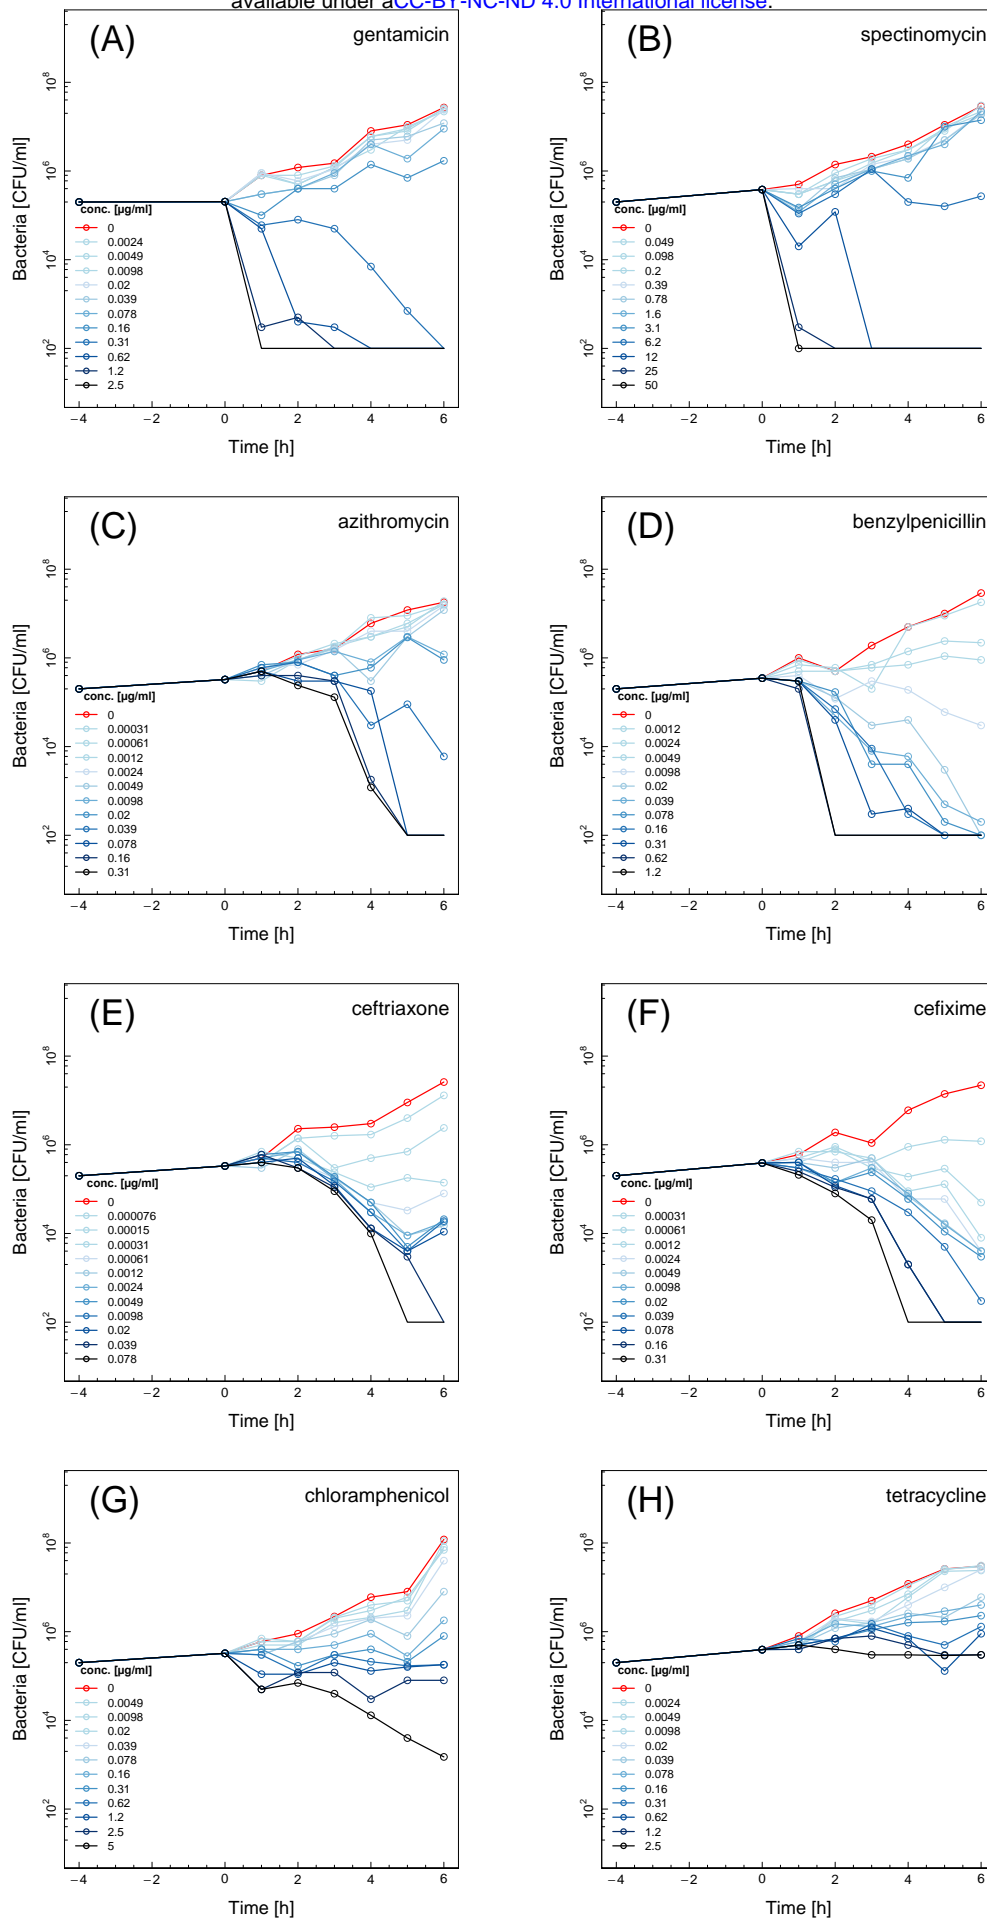 available under aCC-BY-NC-ND 4.0 International license.
(A)
gentamicin
Bacteria [CFU/ml]
10^8
10^6
10^4
10^2
conc. [µg/ml]
0
0.0024
0.0049
0.0098
0.02
0.039
0.078
0.16
0.31
0.62
1.2
2.5
−4 −2 0 2 4 6
Time [h]
(B)
spectinomycin
Bacteria [CFU/ml]
10^8
10^6
10^4
10^2
conc. [µg/ml]
0
0.049
0.098
0.2
0.39
0.78
1.6
3.1
6.2
12
25
50
−4 −2 0 2 4 6
Time [h]
(C)
azithromycin
Bacteria [CFU/ml]
10^8
10^6
10^4
10^2
conc. [µg/ml]
0
0.00031
0.00061
0.0012
0.0024
0.0049
0.0098
0.02
0.039
0.078
0.16
0.31
−4 −2 0 2 4 6
Time [h]
(D)
benzylpenicillin
Bacteria [CFU/ml]
10^8
10^6
10^4
10^2
conc. [µg/ml]
0
0.0012
0.0024
0.0049
0.0098
0.02
0.039
0.078
0.16
0.31
0.62
1.2
−4 −2 0 2 4 6
Time [h]
(E)
ceftriaxone
Bacteria [CFU/ml]
10^8
10^6
10^4
10^2
conc. [µg/ml]
0
0.000076
0.00015
0.00031
0.00061
0.0012
0.0024
0.0049
0.0098
0.02
0.039
0.078
−4 −2 0 2 4 6
Time [h]
(F)
cefixime
Bacteria [CFU/ml]
10^8
10^6
10^4
10^2
conc. [µg/ml]
0
0.00031
0.00061
0.0012
0.0024
0.0049
0.0098
0.02
0.039
0.078
0.16
0.31
−4 −2 0 2 4 6
Time [h]
(G)
chloramphenicol
Bacteria [CFU/ml]
10^8
10^6
10^4
10^2
conc. [µg/ml]
0
0.0049
0.0098
0.02
0.039
0.078
0.16
0.31
0.62
1.2
2.5
5
−4 −2 0 2 4 6
Time [h]
(H)
tetracycline
Bacteria [CFU/ml]
10^8
10^6
10^4
10^2
conc. [µg/ml]
0
0.0024
0.0049
0.0098
0.02
0.039
0.078
0.16
0.31
0.62
1.2
2.5
−4 −2 0 2 4 6
Time [h]